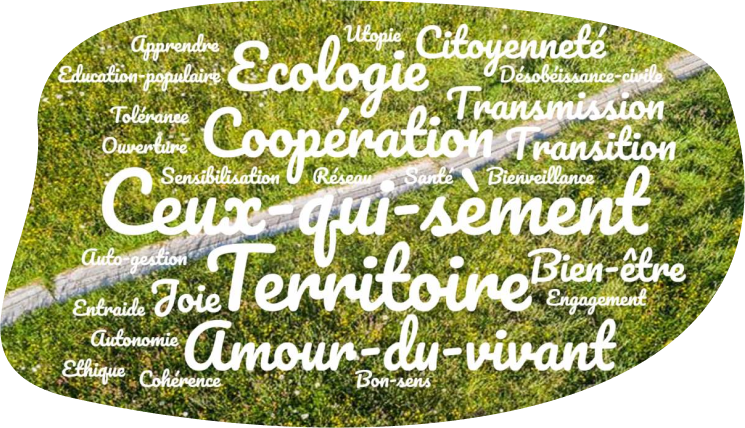 Utopie
Apprendre
Ecologie
Citoyenneté
Education-populaire
Désobéissance-civile
Tolérance
Transmission
Ouverture
Coopération
Transition
Sensibilisation
Réseau
Santé
Bienveillance
Ceux-qui-sèment
Auto-gestion
Territoire
Bien-être
Entraide
Joie
Engagement
Autonomie
Amour-du-vivant
Ethique
Cohérence
Bon-sens